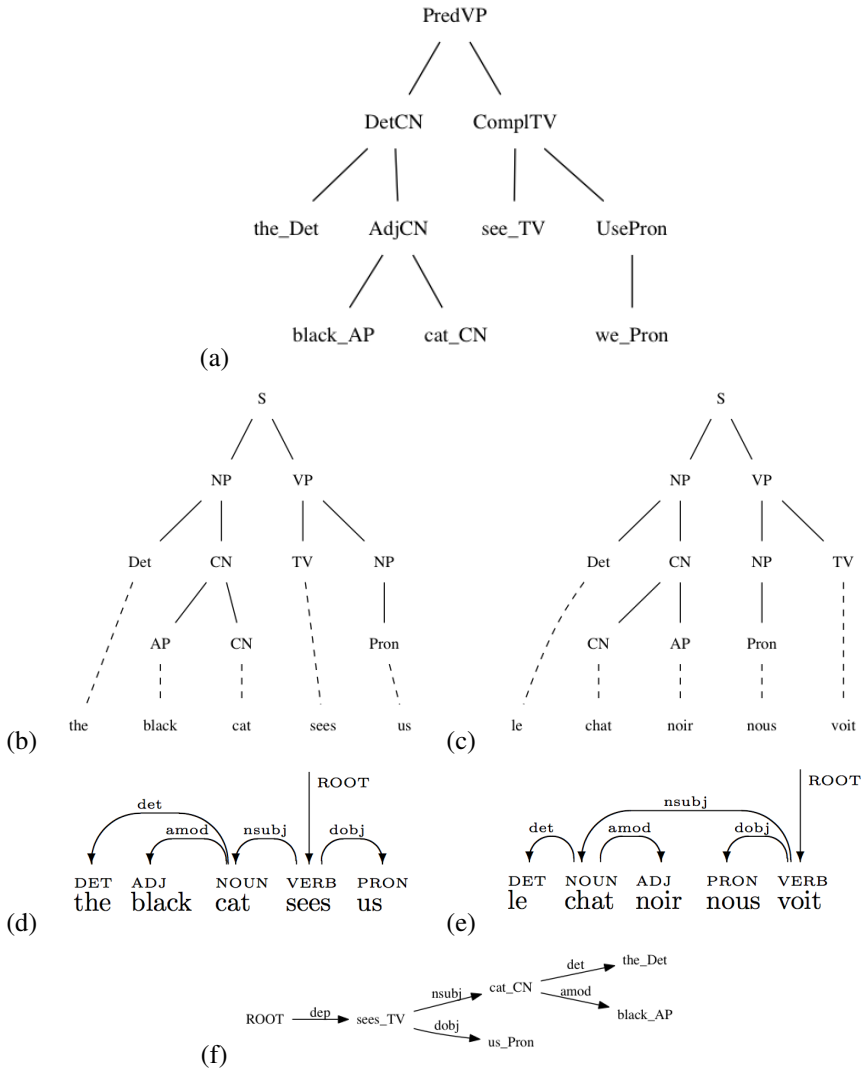 PredVP
DetCN ComplTV
the_Det AdjCN see_TV UsePron
black_AP cat_CN we_Pron
(a)
S
NP VP
Det CN TV NP
AP CN Pron
the black cat sees us
(b)
S
NP VP
Det CN NP TV
CN AP Pron
le chat noir nous voit
(c)
ROOT
det
amod nsubj dobj
DET ADJ NOUN VERB PRON
the black cat sees us
(d)
ROOT
nsubj
det amod dobj
DET NOUN ADJ PRON VERB
le chat noir nous voit
(e)
det the_Det
nsubj cat_CN
amod
ROOT dep sees_TV black_AP
dobj us_Pron
(f)